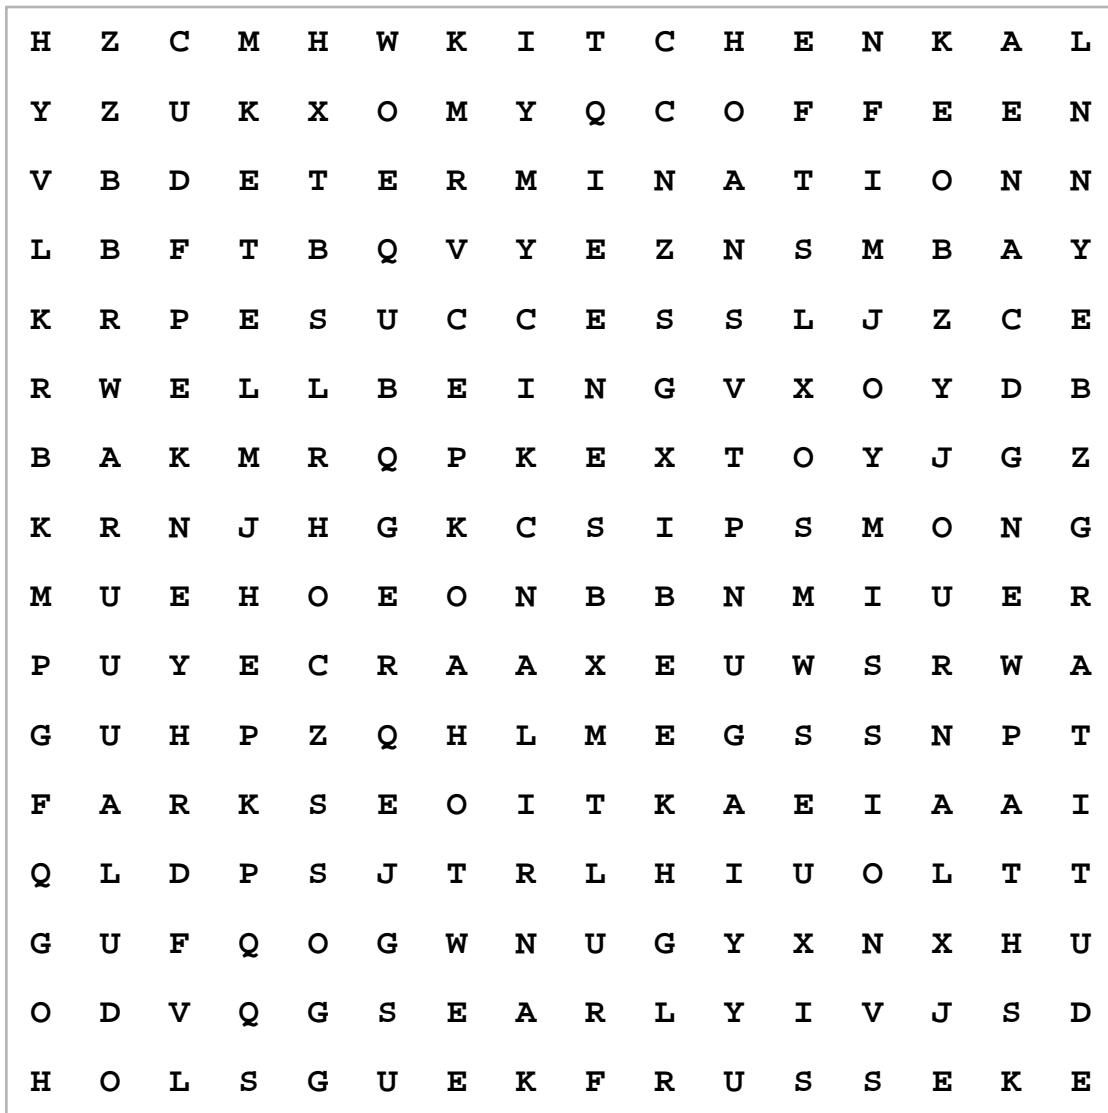 H Z C M H W K I T C H E N K A L
Y Z U K X O M Y Q C O F F E E N
V B D E T E R M I N A T I O N N
L B F T B Q V Y E Z N S M B A Y
K R P E S U C C E S S L J Z C E
R W E L L B E I N G V X O Y D B
B A K M R Q P K E X T O Y J G Z
K R N J H G K C S I P S M O N G
M U E H O E O N B B N M I U E R
P U Y E C R A A X E U W S R W A
G U H P Z Q H L M E G S S N P T
F A R K S E O I T K A E I A A I
Q L D P S J T R L H I U O L T T
G U F Q O G W N U G Y X N X H U
O D V Q G S E A R L Y I V J S D
H O L S G U E K F R U S S E K E